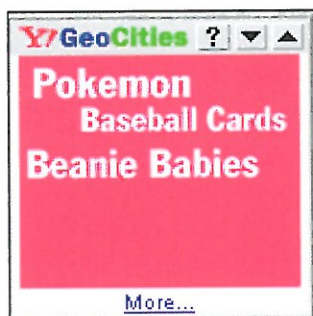 Y! GeoCities ?
Pokemon
Baseball Cards
Beanie Babies
More...